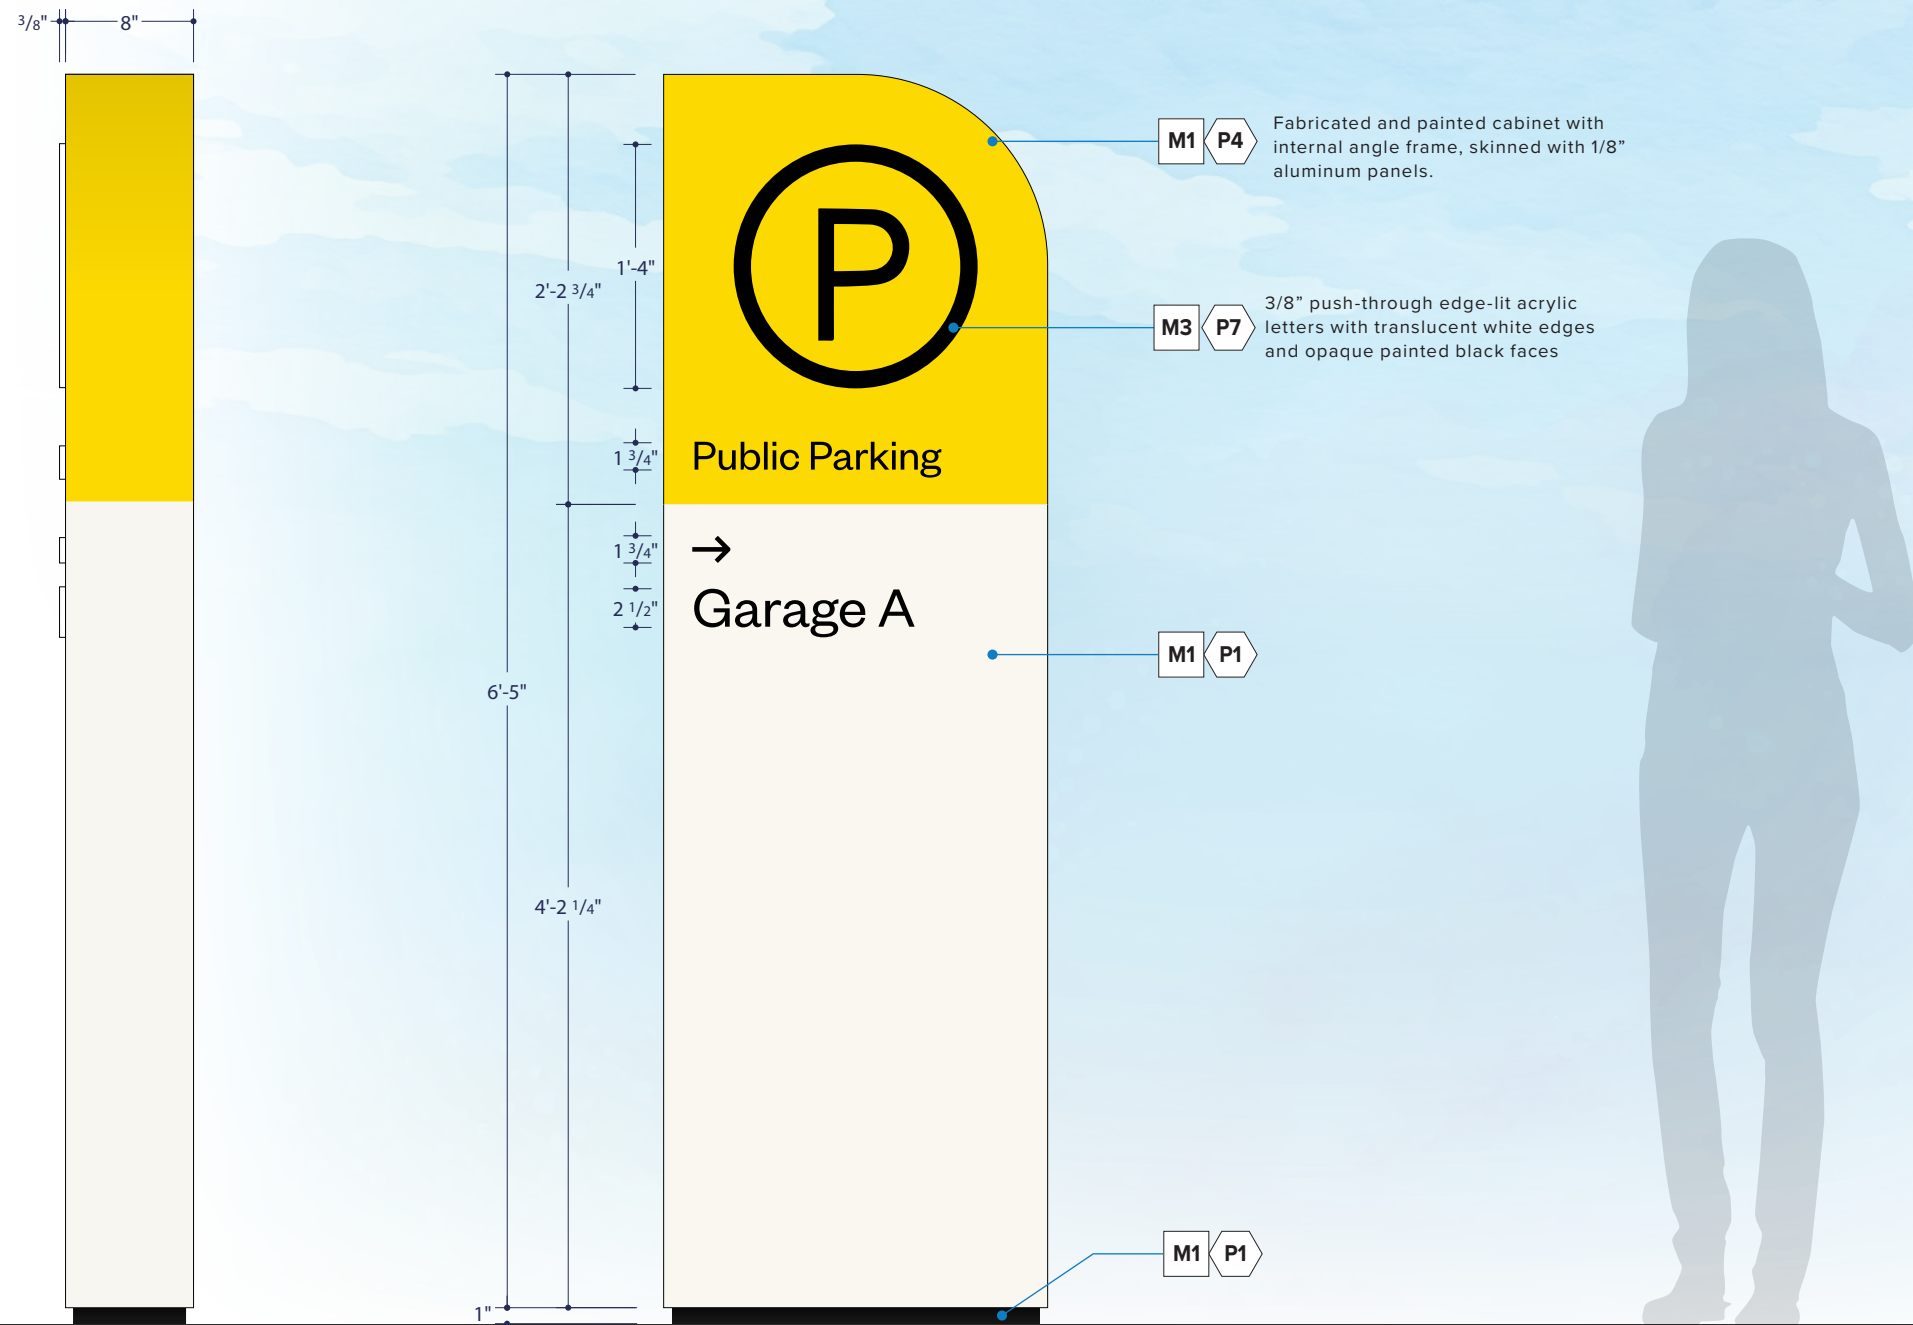 3/8"
8"
M1 P4
Fabricated and painted cabinet with
internal angle frame, skinned with 1/8”
aluminum panels.
1'-4"
2'-2 3/4"
P
M3 P7
3/8” push-through edge-lit acrylic
letters with translucent white edges
and opaque painted black faces
1 3/4"
Public Parking
1 3/4"
→
2 1/2"
Garage A
M1 P1
6'-5"
4'-2 1/4"
M1 P1
1"